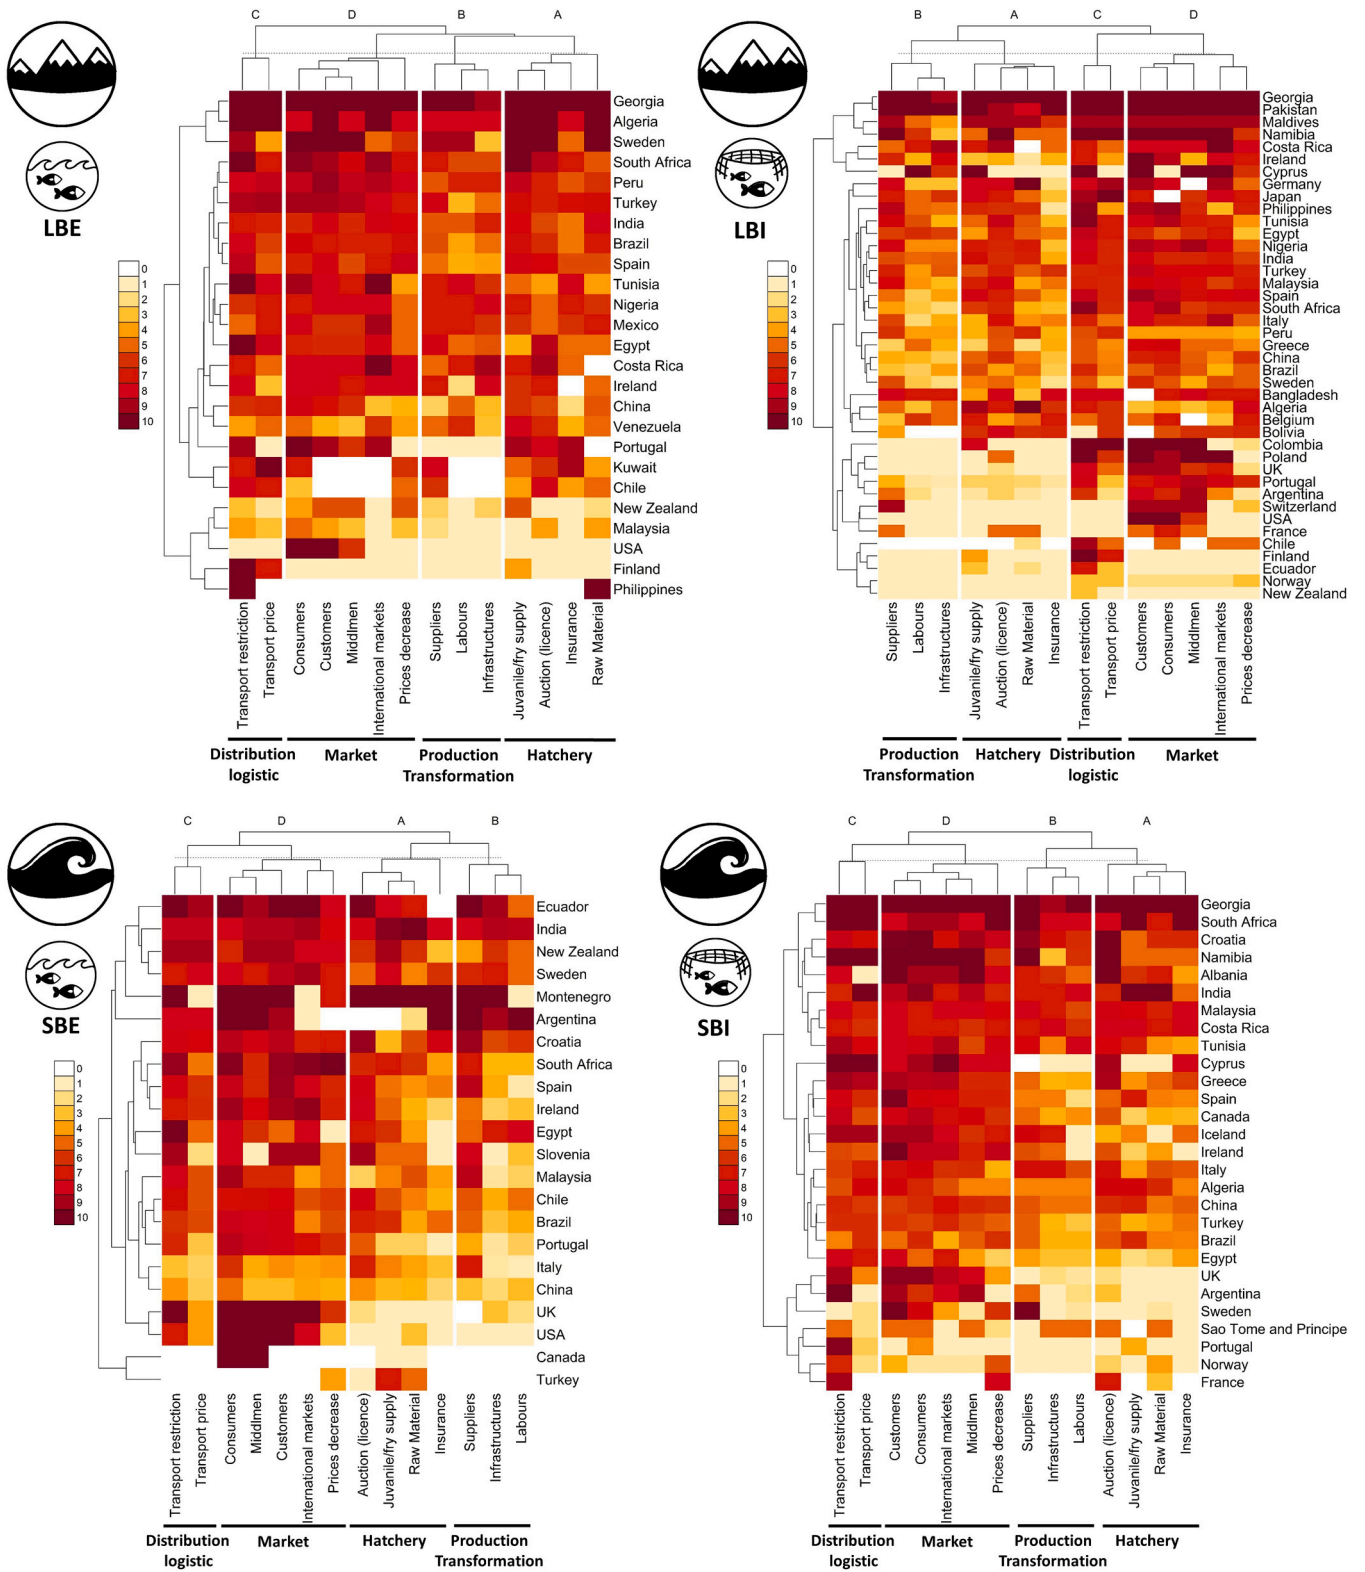 C D B A
LBE
0
1
2
3
4
5
6
7
8
9
10
Georgia
Algeria
Sweden
South Africa
Peru
Turkey
India
Brazil
Spain
Tunisia
Nigeria
Mexico
Egypt
Costa Rica
Ireland
China
Venezuela
Portugal
Kuwait
Chile
New Zealand
Malaysia
USA
Finland
Philippines
Transport restriction
Transport price
Consumers
Customers
Middlmen
International markets
Prices decrease
Suppliers
Labours
Infrastructures
Juvanile/fry supply
Auction (licence)
Insurance
Raw Material
Distribution logistic
Market
Production Transformation
Hatchery
B A C D
LBI
0
1
2
3
4
5
6
7
8
9
10
Georgia
Pakistan
Maldives
Namibia
Costa Rica
Ireland
Cyprus
Germany
Japan
Philippines
Tunisia
Egypt
Nigeria
India
Turkey
Malaysia
Spain
South Africa
Italy
Peru
Greece
China
Brazil
Sweden
Bangladesh
Algeria
Belgium
Bolivia
Colombia
Poland
UK
Portugal
Argentina
Switzerland
USA
France
Chile
Finland
Ecuador
Norway
New Zealand
Suppliers
Labours
Infrastructures
Juvanile/fry supply
Auction (licence)
Raw Material
Insurance
Transport restriction
Transport price
Customers
Consumers
Middlmen
International markets
Prices decrease
Production Transformation
Hatchery
Distribution logistic
Market
C D A B
SBE
0
1
2
3
4
5
6
7
8
9
10
Ecuador
India
New Zealand
Sweden
Montenegro
Argentina
Croatia
South Africa
Spain
Ireland
Egypt
Slovenia
Malaysia
Chile
Brazil
Portugal
Italy
China
UK
USA
Canada
Turkey
Transport restriction
Transport price
Consumers
Middlmen
Customers
International markets
Prices decrease
Auction (licence)
Juvanile/fry supply
Raw Material
Insurance
Suppliers
Infrastructures
Labours
Distribution logistic
Market
Hatchery
Production Transformation
C D B A
SBI
0
1
2
3
4
5
6
7
8
9
10
Georgia
South Africa
Croatia
Namibia
Albania
India
Malaysia
Costa Rica
Tunisia
Cyprus
Greece
Spain
Canada
Iceland
Ireland
Italy
Algeria
China
Turkey
Brazil
Egypt
UK
Argentina
Sweden
Sao Tome and Principe
Portugal
Norway
France
Transport restriction
Transport price
Customers
Consumers
International markets
Middlmen
Prices decrease
Suppliers
Infrastructures
Labours
Auction (licence)
Juvanile/fry supply
Raw Material
Insurance
Distribution logistic
Market
Production Transformation
Hatchery